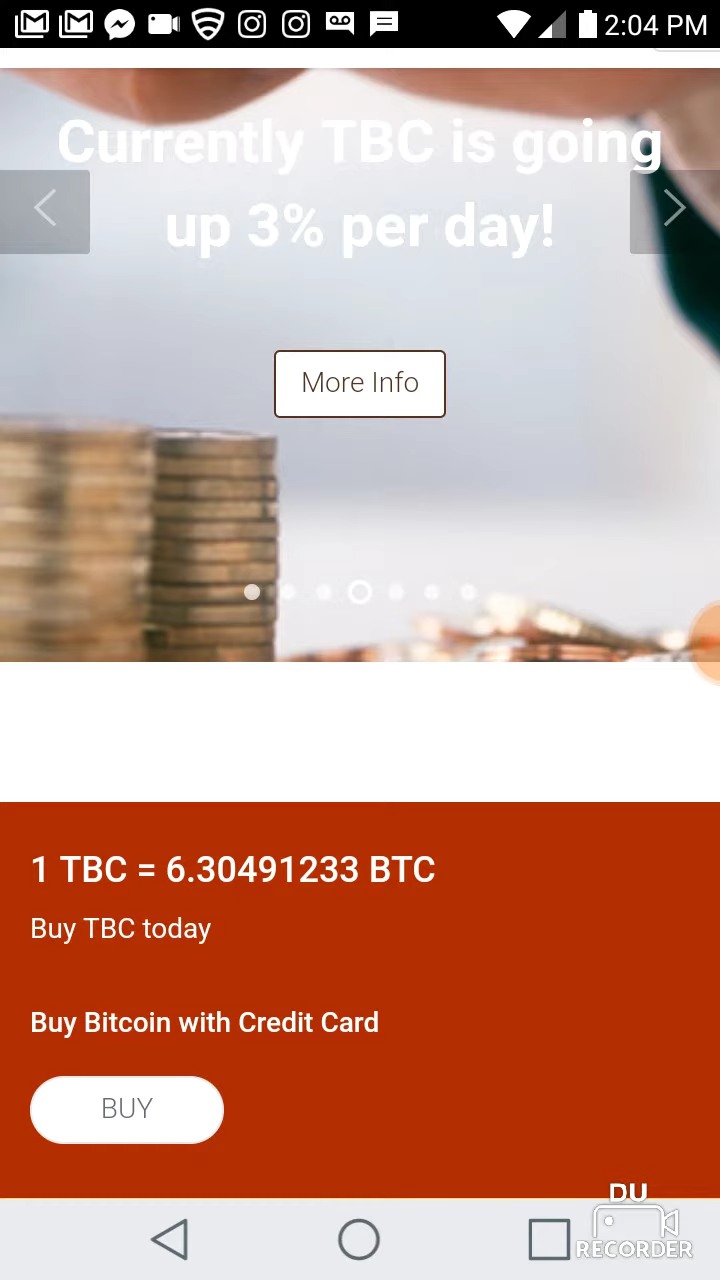 2:04 PM
Currently TBC is going
up 3% per day!
More Info
1 TBC = 6.30491233 BTC
Buy TBC today
Buy Bitcoin with Credit Card
BUY
DU
RECORDER